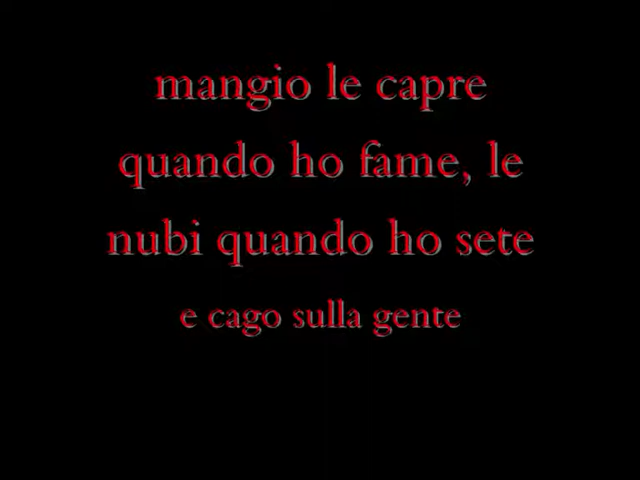 mangio le capre
quando ho fame, le
nubi quando ho sete
e cago sulla gente